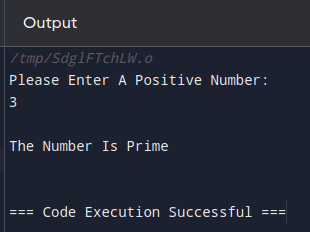 Output
/tmp/SdglFTchLW.o
Please Enter A Positive Number:
3
The Number Is Prime
=== Code Execution Successful ===